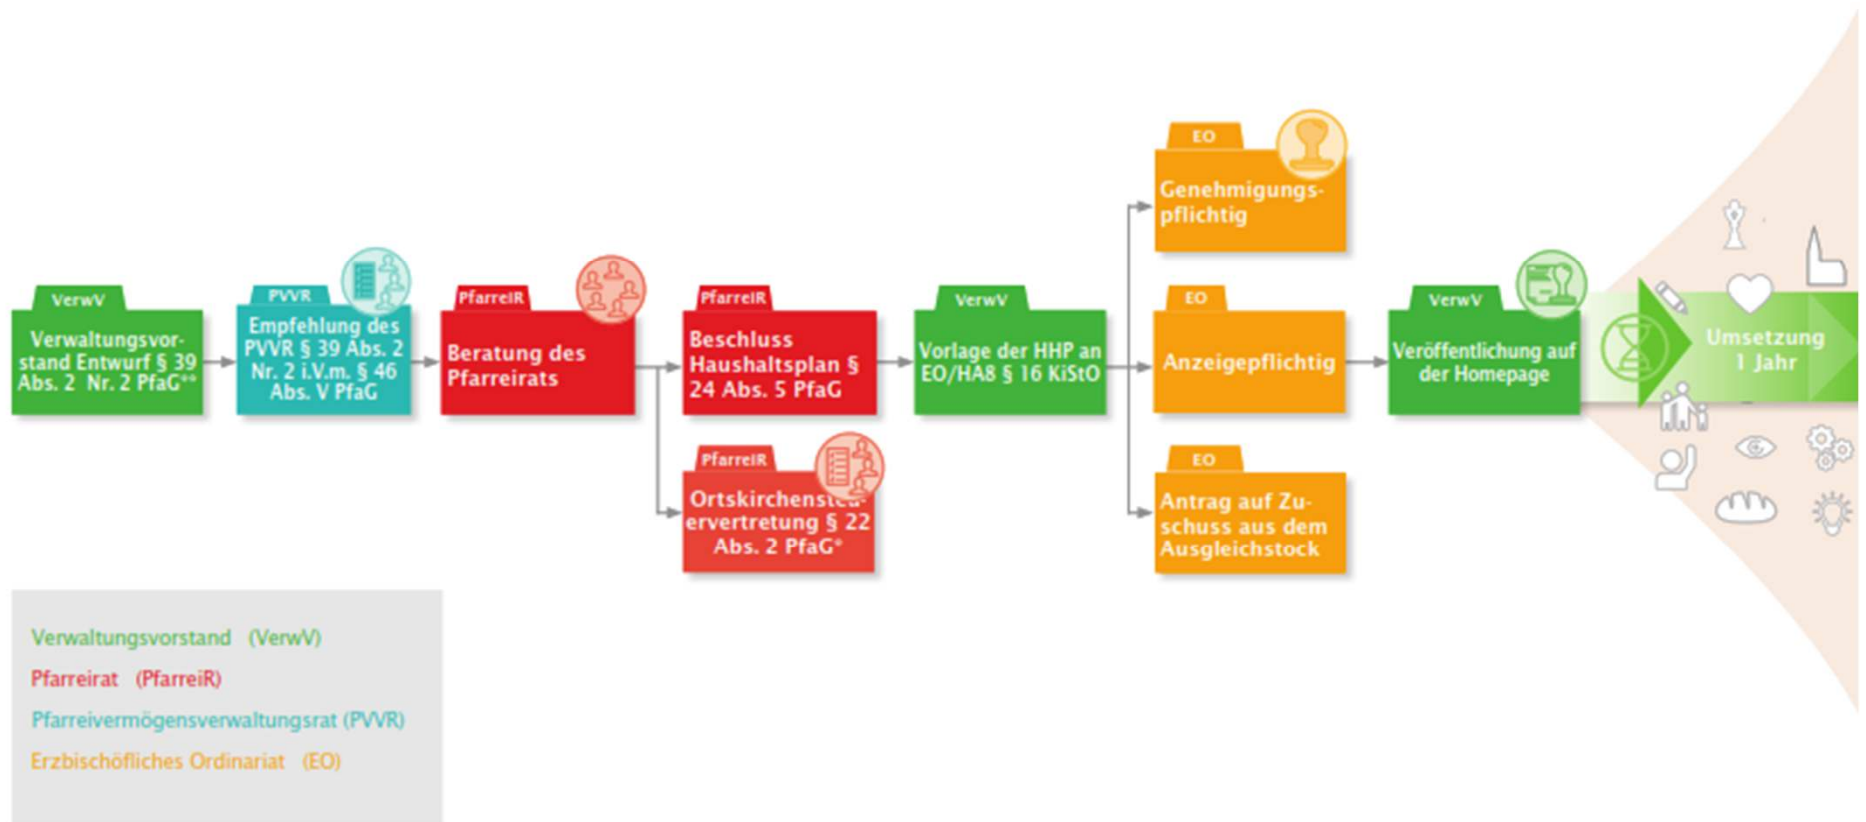 VerwV
Verwaltungsvor-
stand Entwurf § 39
Abs. 2 Nr. 2 PfaG**
PVVR
Empfehlung des
PVVR § 39 Abs. 2
Nr. 2 i.V.m. § 46
Abs. V PfaG
PfarreiR
Beratung des
Pfarreirats
PfarreiR
Beschluss
Haushaltsplan §
24 Abs. 5 PfaG
PfarreiR
Ortskirchensteu-
ervertretung § 22
Abs. 2 PfaG*
VerwV
Vorlage der HHP an
EO/HA8 § 16 KiStO
EO
Genehmigungs-
pflichtig
EO
Anzeigepflichtig
EO
Antrag auf Zu-
schuss aus dem
Ausgleichstock
VerwV
Veröffentlichung auf
der Homepage
Umsetzung
1 Jahr
Verwaltungsvorstand (VerwV)
Pfarreirat (PfarreiR)
Pfarreivermögensverwaltungsrat (PVVR)
Erzbischöfliches Ordinariat (EO)